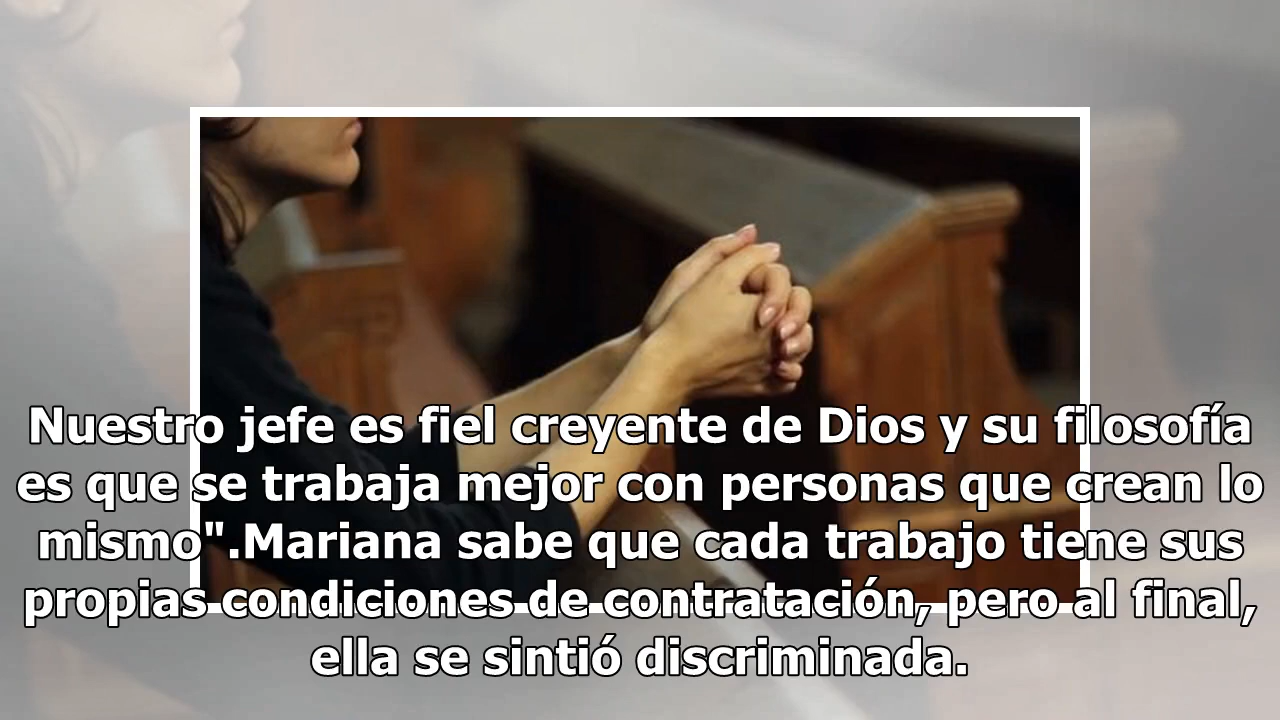 Nuestro jefe es fiel creyente de Dios y su filosofía
es que se trabaja mejor con personas que crean lo
mismo".Mariana sabe que cada trabajo tiene sus
propias condiciones de contratación, pero al final,
ella se sintió discriminada.